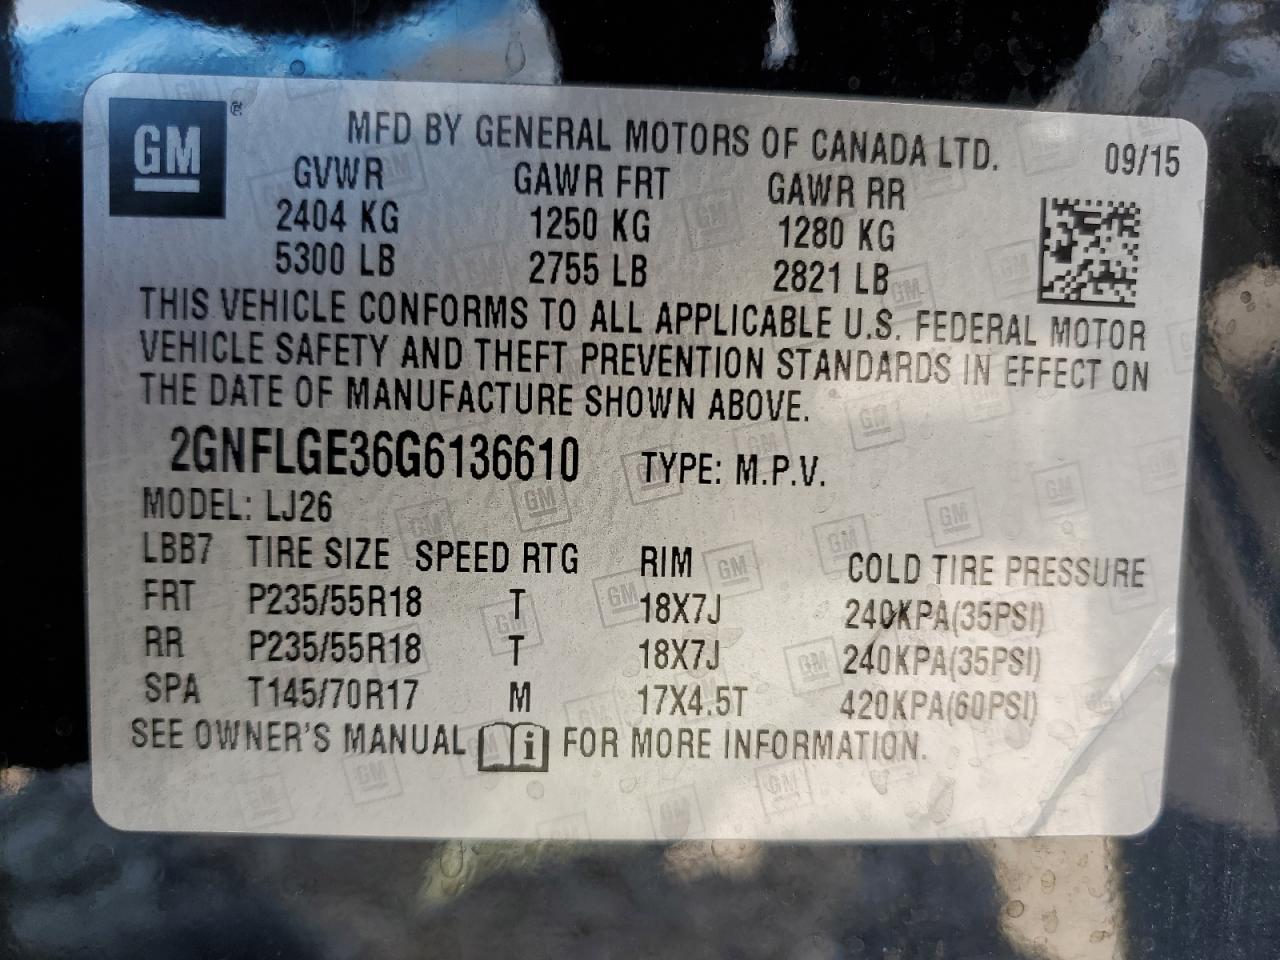 GM ®
MFD BY GENERAL MOTORS OF CANADA LTD. 09/15
GVWR GAWR FRT GAWR RR
2404 KG 1250 KG 1280 KG
5300 LB 2755 LB 2821 LB
THIS VEHICLE CONFORMS TO ALL APPLICABLE U.S. FEDERAL MOTOR
VEHICLE SAFETY AND THEFT PREVENTION STANDARDS IN EFFECT ON
THE DATE OF MANUFACTURE SHOWN ABOVE.
2GNFLGE36G6136610 TYPE: M.P.V.
MODEL: LJ26
LBB7 TIRE SIZE SPEED RTG RIM COLD TIRE PRESSURE
FRT P235/55R18 T 18X7J 240KPA(35PSI)
RR P235/55R18 T 18X7J 240KPA(35PSI)
SPA T145/70R17 M 17X4.5T 420KPA(60PSI)
SEE OWNER'S MANUAL i FOR MORE INFORMATION.